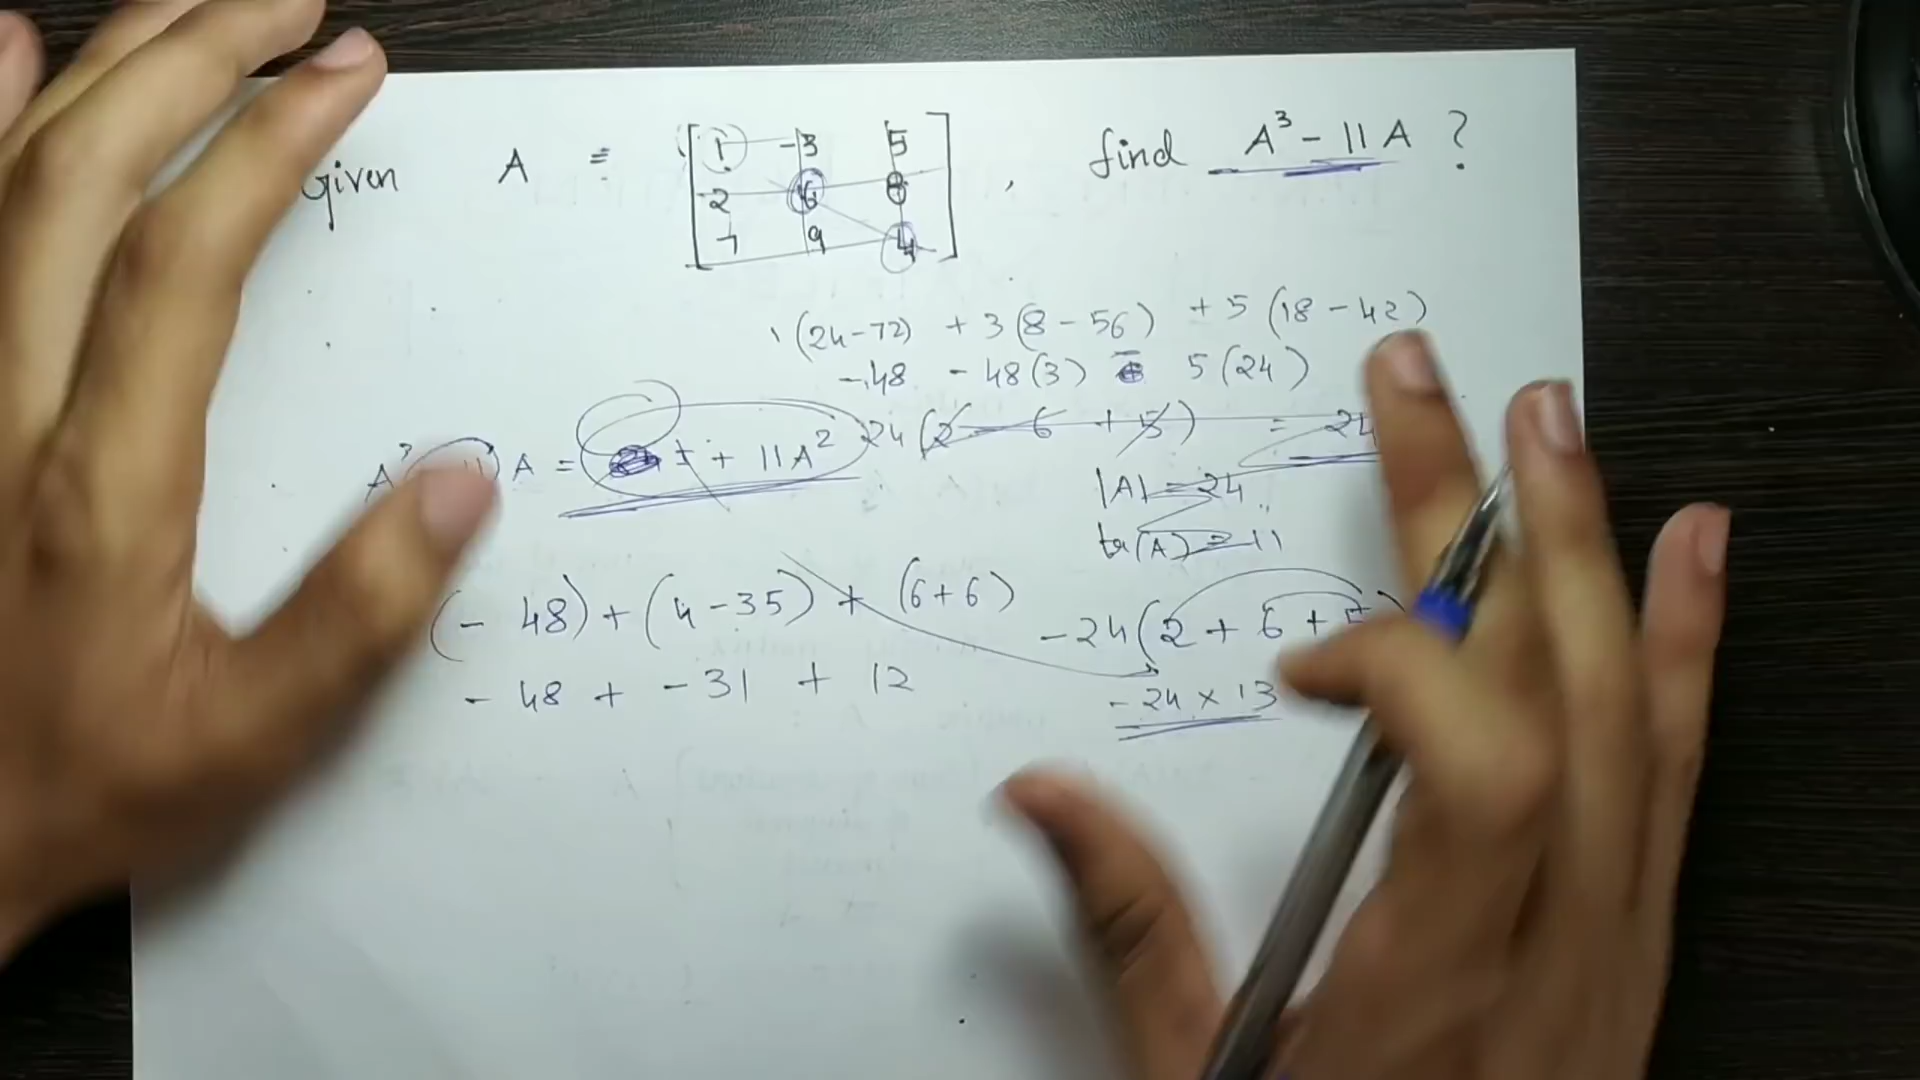 Given A = [ 1 -3 5 , find A³ - 11A ?
2 6 8
7 9 4 ]
1(24-72) + 3(8-56) + 5(18-42)
-48 - 48(3) - 5(24)
24(2 - 6 + 5) = 24
A³ A = I + 11A²
|A| = 24
tr(A) = 11
(-48) + (4-35) + (6+6)
-24(2 + 6 + 5)
-48 + -31 + 12
-24 × 13